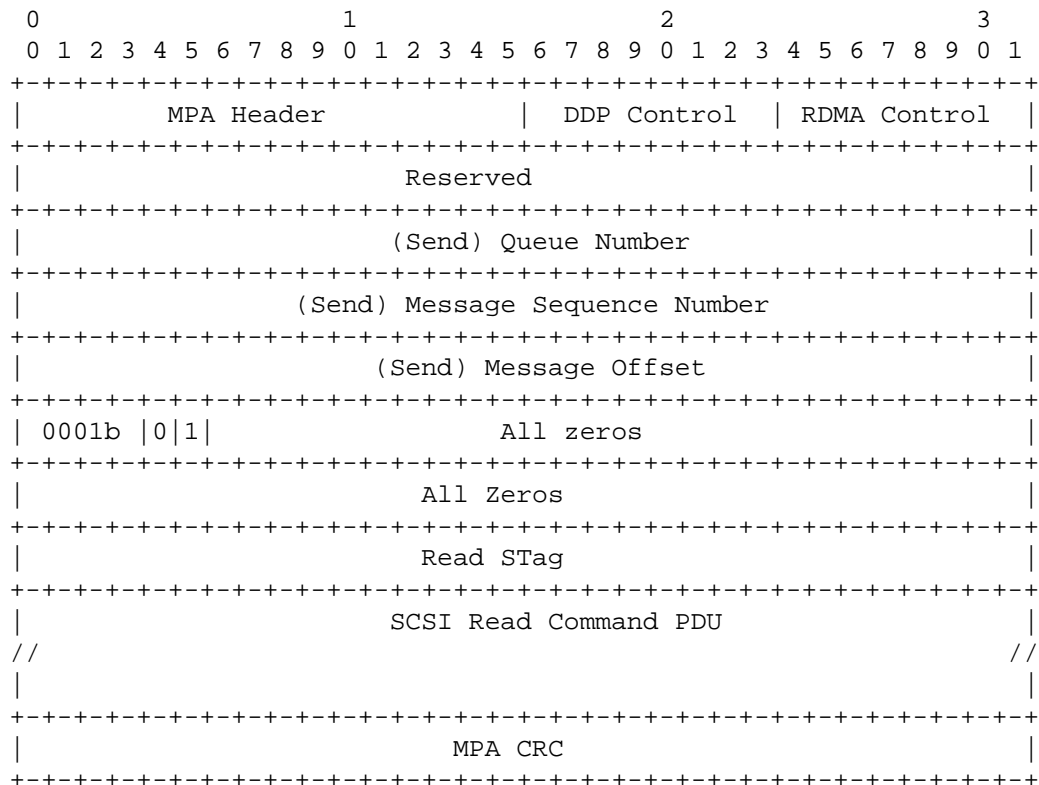 0                   1                   2                   3
 0 1 2 3 4 5 6 7 8 9 0 1 2 3 4 5 6 7 8 9 0 1 2 3 4 5 6 7 8 9 0 1
+-+-+-+-+-+-+-+-+-+-+-+-+-+-+-+-+-+-+-+-+-+-+-+-+-+-+-+-+-+-+-+-+
|         MPA Header            |  DDP Control  | RDMA Control  |
+-+-+-+-+-+-+-+-+-+-+-+-+-+-+-+-+-+-+-+-+-+-+-+-+-+-+-+-+-+-+-+-+
|                        Reserved                               |
+-+-+-+-+-+-+-+-+-+-+-+-+-+-+-+-+-+-+-+-+-+-+-+-+-+-+-+-+-+-+-+-+
|                       (Send) Queue Number                     |
+-+-+-+-+-+-+-+-+-+-+-+-+-+-+-+-+-+-+-+-+-+-+-+-+-+-+-+-+-+-+-+-+
|                 (Send) Message Sequence Number                |
+-+-+-+-+-+-+-+-+-+-+-+-+-+-+-+-+-+-+-+-+-+-+-+-+-+-+-+-+-+-+-+-+
|                      (Send) Message Offset                    |
+-+-+-+-+-+-+-+-+-+-+-+-+-+-+-+-+-+-+-+-+-+-+-+-+-+-+-+-+-+-+-+-+
| 0001b |0|1|                  All zeros                        |
+-+-+-+-+-+-+-+-+-+-+-+-+-+-+-+-+-+-+-+-+-+-+-+-+-+-+-+-+-+-+-+-+
|                         All Zeros                             |
+-+-+-+-+-+-+-+-+-+-+-+-+-+-+-+-+-+-+-+-+-+-+-+-+-+-+-+-+-+-+-+-+
|                         Read STag                             |
+-+-+-+-+-+-+-+-+-+-+-+-+-+-+-+-+-+-+-+-+-+-+-+-+-+-+-+-+-+-+-+-+
|                       SCSI Read Command PDU                   |
//                                                             //
|                                                               |
+-+-+-+-+-+-+-+-+-+-+-+-+-+-+-+-+-+-+-+-+-+-+-+-+-+-+-+-+-+-+-+-+
|                           MPA CRC                             |
+-+-+-+-+-+-+-+-+-+-+-+-+-+-+-+-+-+-+-+-+-+-+-+-+-+-+-+-+-+-+-+-+